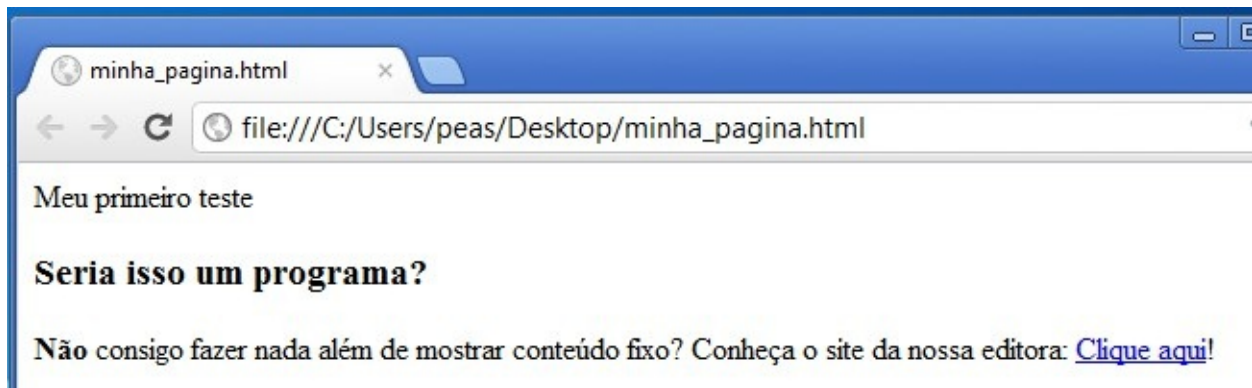 minha_pagina.html
file:///C:/Users/peas/Desktop/minha_pagina.html
Meu primeiro teste
Seria isso um programa?
Não consigo fazer nada além de mostrar conteúdo fixo? Conheça o site da nossa editora: Clique aqui!